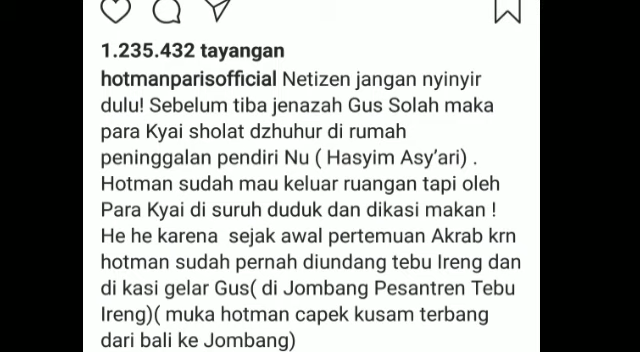 1.235.432 tayangan
hotmanparisofficial Netizen jangan nyinyir
dulu! Sebelum tiba jenazah Gus Solah maka
para Kyai sholat dzhuhur di rumah
peninggalan pendiri Nu ( Hasyim Asy'ari) .
Hotman sudah mau keluar ruangan tapi oleh
Para Kyai di suruh duduk dan dikasi makan !
He he karena  sejak awal pertemuan Akrab krn
hotman sudah pernah diundang tebu Ireng dan
di kasi gelar Gus( di Jombang Pesantren Tebu
Ireng)( muka hotman capek kusam terbang
dari bali ke Jombang)